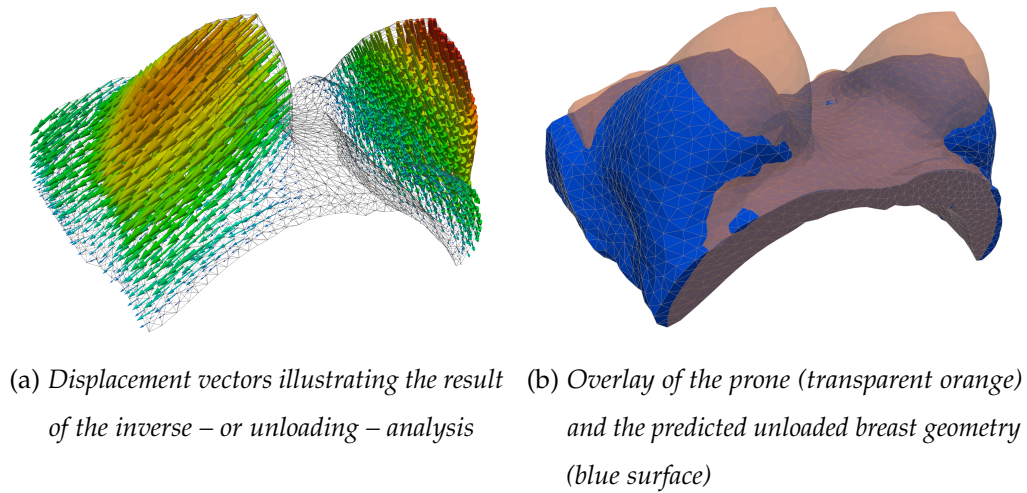 (a) Displacement vectors illustrating the result
of the inverse – or unloading – analysis
(b) Overlay of the prone (transparent orange)
and the predicted unloaded breast geometry
(blue surface)